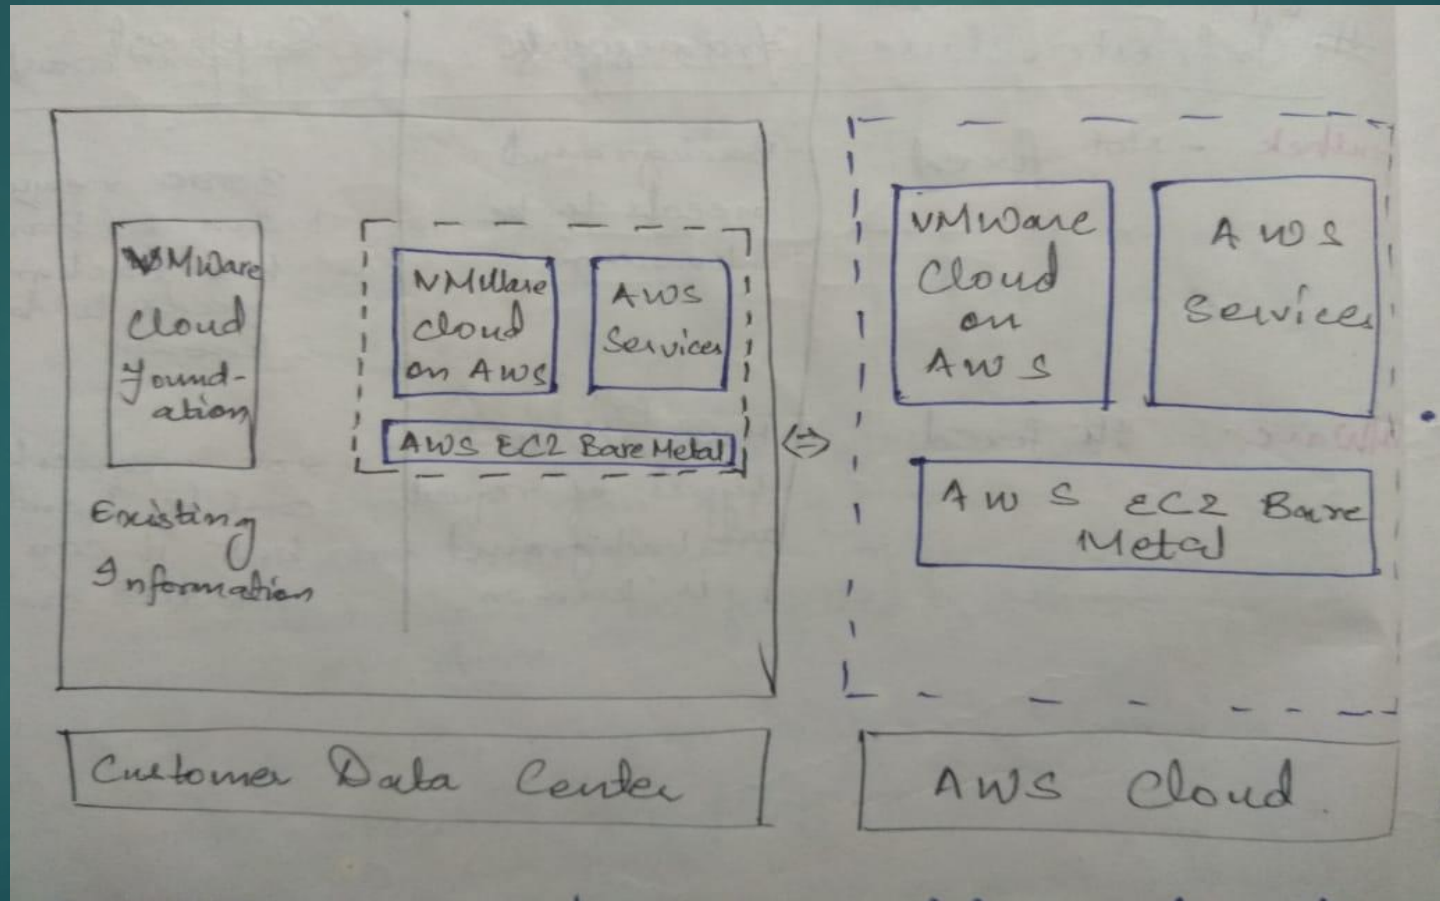 VMWare
Cloud
Found-
ation
Existing
Information
VMWare
cloud
on AWS
AWS
Services
AWS EC2 Bare Metal
VMWare
Cloud
on
AWS
AWS
Services
AWS EC2 Bare
Metal
Customer Data Center
AWS Cloud.